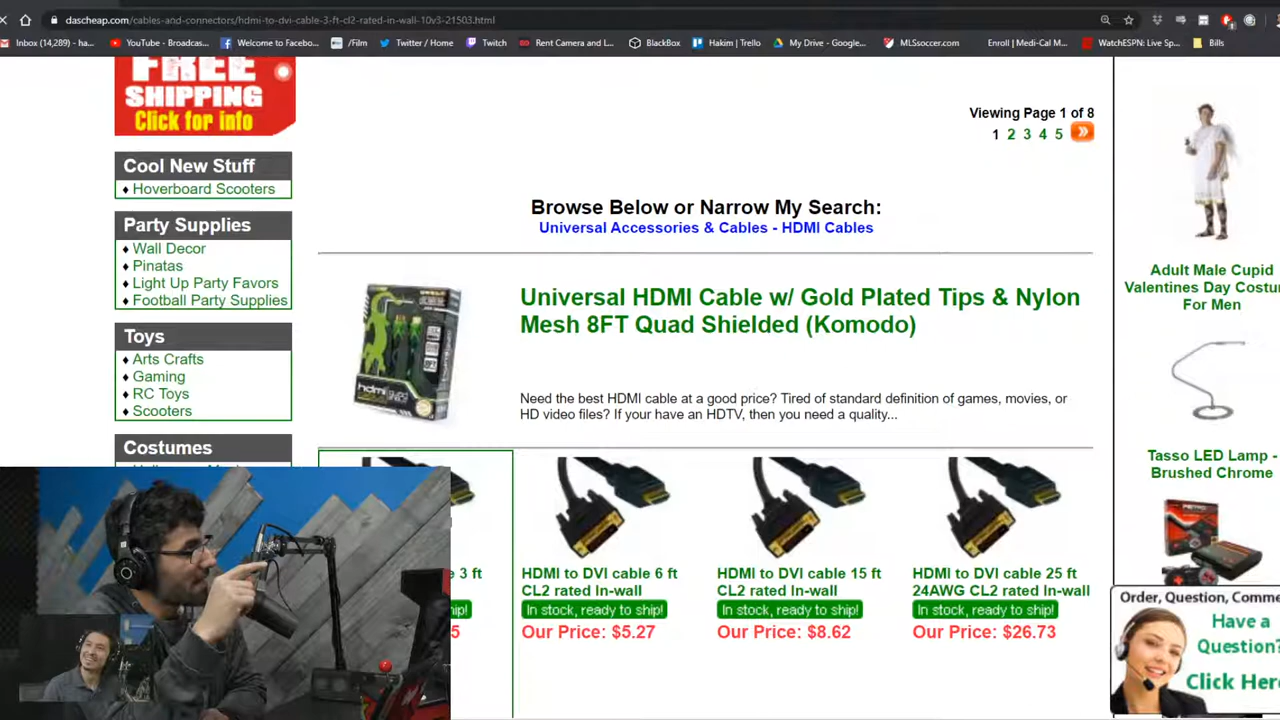 dascheap.com/cables-and-connectors/hdmi-to-dvi-cable-3-ft-cl2-rated-in-wall-10v3-21503.html
Inbox (14,289) - ha...
YouTube - Broadcas...
Welcome to Facebo...
/Film
Twitter / Home
Twitch
Rent Camera and L...
BlackBox
Hakim | Trello
My Drive - Google...
MLSsoccer.com
Enroll | Medi-Cal M...
WatchESPN: Live Sp...
Bills
FREE
SHIPPING
Click for info
Viewing Page 1 of 8
1 2 3 4 5
Cool New Stuff
♦ Hoverboard Scooters
Party Supplies
♦ Wall Decor
♦ Pinatas
♦ Light Up Party Favors
♦ Football Party Supplies
Toys
♦ Arts Crafts
♦ Gaming
♦ RC Toys
♦ Scooters
Costumes
Browse Below or Narrow My Search:
Universal Accessories & Cables - HDMI Cables
hdmi
Universal HDMI Cable w/ Gold Plated Tips & Nylon
Mesh 8FT Quad Shielded (Komodo)
Need the best HDMI cable at a good price? Tired of standard definition of games, movies, or
HD video files? If your have an HDTV, then you need a quality...
e 3 ft
ip!
5
HDMI to DVI cable 6 ft
CL2 rated In-wall
In stock, ready to ship!
Our Price: $5.27
HDMI to DVI cable 15 ft
CL2 rated In-wall
In stock, ready to ship!
Our Price: $8.62
HDMI to DVI cable 25 ft
24AWG CL2 rated In-wall
In stock, ready to ship!
Our Price: $26.73
Adult Male Cupid
Valentines Day Costu
For Men
Tasso LED Lamp -
Brushed Chrome
RETRO
Order, Question, Comme
Have a
Question?
Click Here